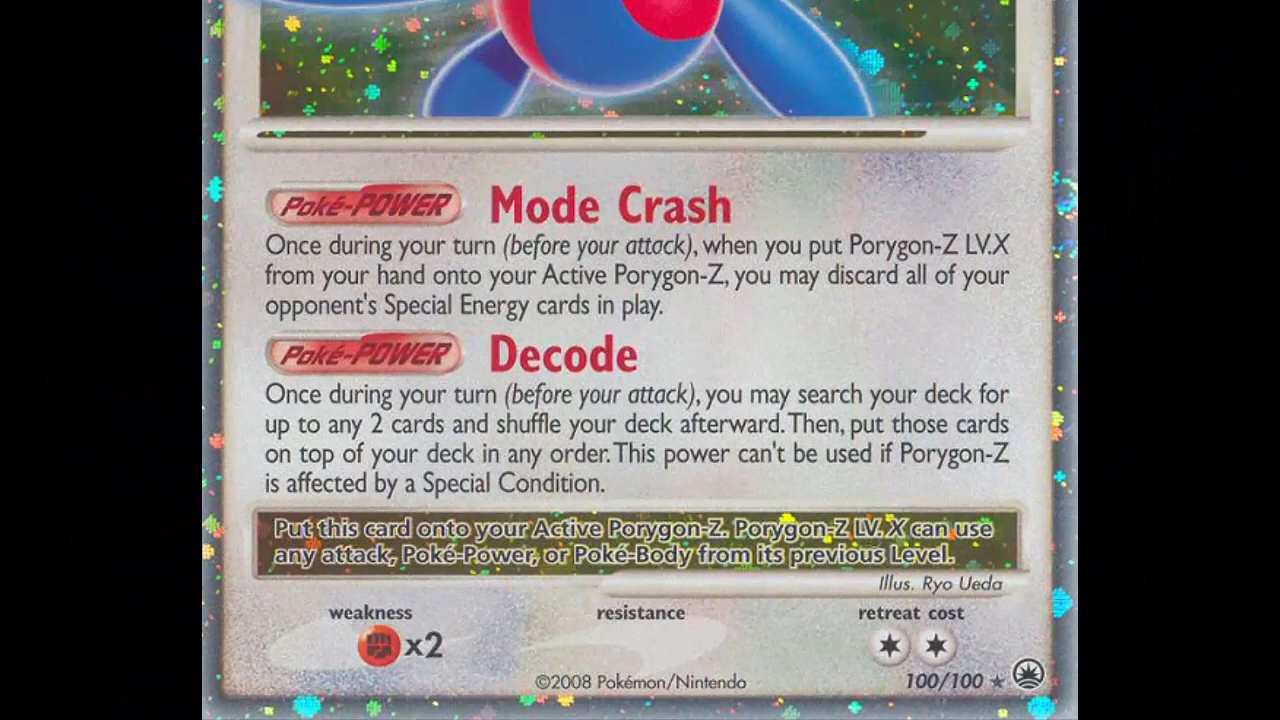 Poké-POWER Mode Crash
Once during your turn (before your attack), when you put Porygon-Z LV.X
from your hand onto your Active Porygon-Z, you may discard all of your
opponent's Special Energy cards in play.
Poké-POWER Decode
Once during your turn (before your attack), you may search your deck for
up to any 2 cards and shuffle your deck afterward. Then, put those cards
on top of your deck in any order. This power can't be used if Porygon-Z
is affected by a Special Condition.
Put this card onto your Active Porygon-Z. Porygon-Z LV. X can use
any attack, Poké-Power, or Poké-Body from its previous Level.
Illus. Ryo Ueda
weakness resistance retreat cost
x2
©2008 Pokémon/Nintendo 100/100